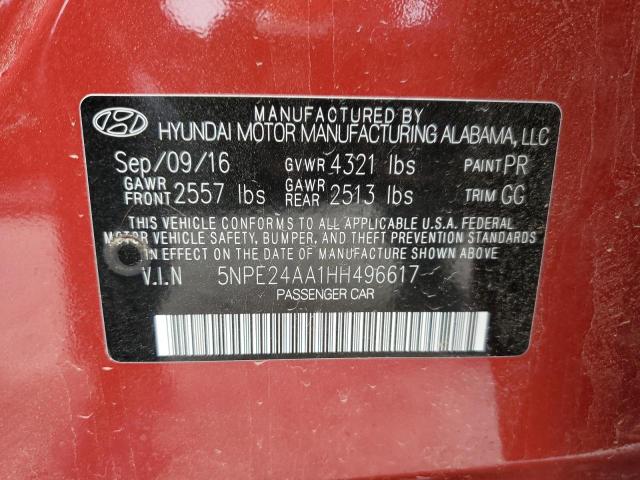 MANUFACTURED BY
HYUNDAI MOTOR MANUFACTURING ALABAMA, LLC
Sep/09/16 GVWR 4321 lbs PAINT PR
GAWR FRONT 2557 lbs GAWR REAR 2513 lbs TRIM GG
THIS VEHICLE CONFORMS TO ALL APPLICABLE U.S.A. FEDERAL
MOTOR VEHICLE SAFETY, BUMPER, AND THEFT PREVENTION STANDARDS
IN EFFECT ON THE DATE OF MANUFACTURE SHOWN ABOVE.
V.I.N 5NPE24AA1HH496617
PASSENGER CAR